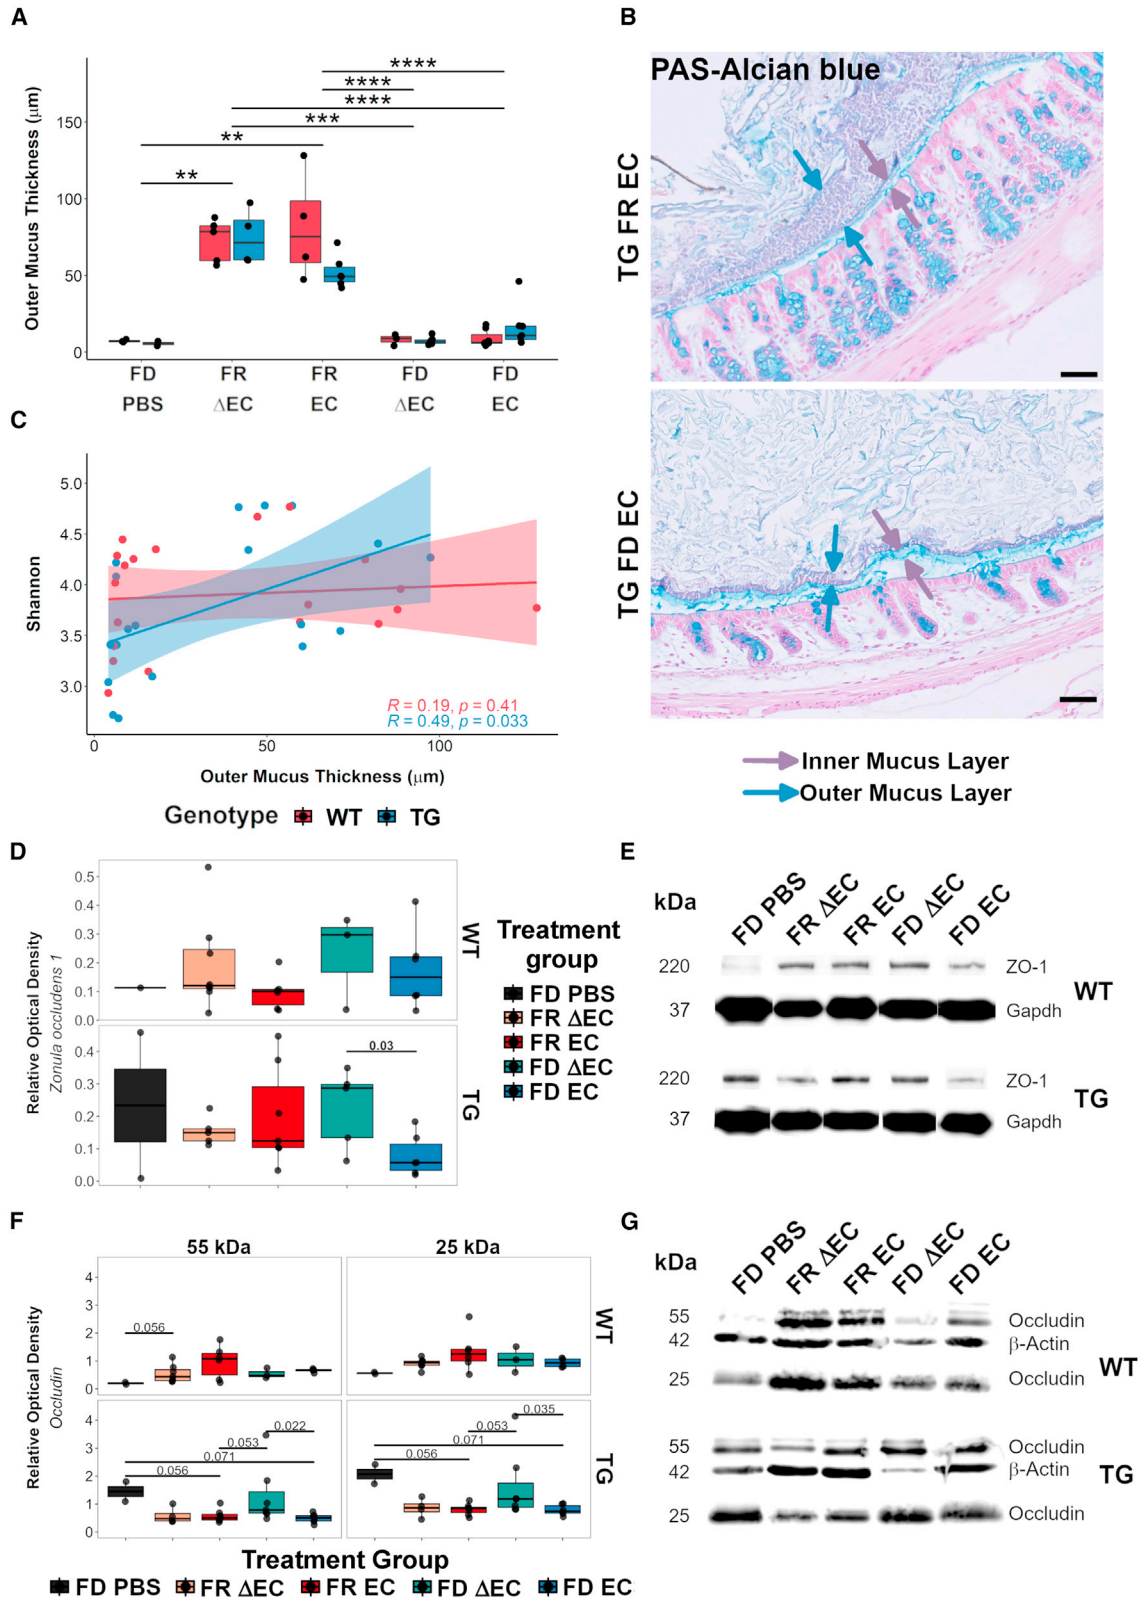 A
Outer Mucus Thickness (µm)
150
100
50
0
****
****
****
***
**
**
FD PBS
FR ΔEC
FR EC
FD ΔEC
FD EC
B
PAS-Alcian blue
TG FR EC
TG FD EC
Inner Mucus Layer
Outer Mucus Layer
C
Shannon
5.0
4.5
4.0
3.5
3.0
R = 0.19, p = 0.41
R = 0.49, p = 0.033
0
50
100
Outer Mucus Thickness (µm)
Genotype WT TG
D
Relative Optical Density
Zonula occludens 1
0.5
0.4
0.3
0.2
0.1
0.0
WT
0.4
0.3
0.2
0.1
0.0
0.03
TG
Treatment
group
FD PBS
FR ΔEC
FR EC
FD ΔEC
FD EC
E
kDa
FD PBS
FR ΔEC
FR EC
FD ΔEC
FD EC
220
ZO-1
37
Gapdh
WT
220
ZO-1
37
Gapdh
TG
F
Relative Optical Density
Occludin
55 kDa
25 kDa
4
3
2
1
0
0.056
WT
4
3
2
1
0
0.022
0.053
0.071
0.056
0.035
0.053
0.071
0.056
TG
Treatment Group
FD PBS FR ΔEC FR EC FD ΔEC FD EC
G
kDa
FD PBS
FR ΔEC
FR EC
FD ΔEC
FD EC
55
Occludin
42
β-Actin
25
Occludin
WT
55
Occludin
42
β-Actin
25
Occludin
TG